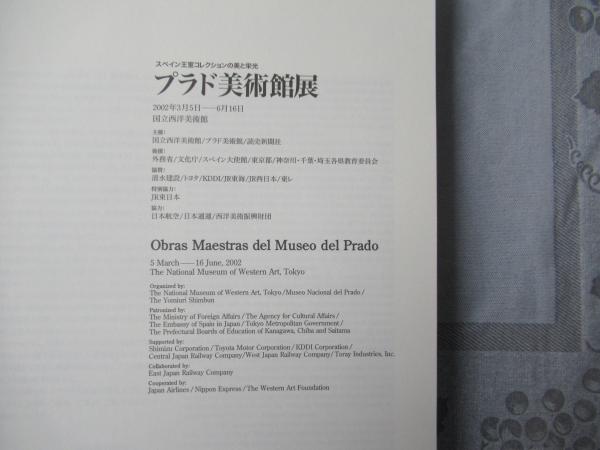 スペイン王室コレクションの美と栄光
プラド美術館展
2002年3月5日——6月16日
国立西洋美術館
主催:
国立西洋美術館/プラド美術館/読売新聞社
後援:
外務省/文化庁/スペイン大使館/東京都/神奈川・千葉・埼玉各県教育委員会
協賛:
清水建設/トヨタ/KDDI/JR東海/JR西日本/東レ
特別協力:
JR東日本
協力:
日本航空/日本通運/西洋美術振興財団
Obras Maestras del Museo del Prado
5 March——16 June, 2002
The National Museum of Western Art, Tokyo
Organized by:
The National Museum of Western Art, Tokyo/Museo Nacional del Prado/
The Yomiuri Shimbun
Patronized by:
The Ministry of Foreign Affairs/The Agency for Cultural Affairs/
The Embassy of Spain in Japan/Tokyo Metropolitan Government/
The Prefectural Boards of Education of Kanagawa, Chiba and Saitama
Supported by:
Shimizu Corporation/Toyota Motor Corporation/KDDI Corporation/
Central Japan Railway Company/West Japan Railway Company/Toray Industries, Inc.
Collaborated by:
East Japan Railway Company
Cooperated by:
Japan Airlines/Nippon Express/The Western Art Foundation